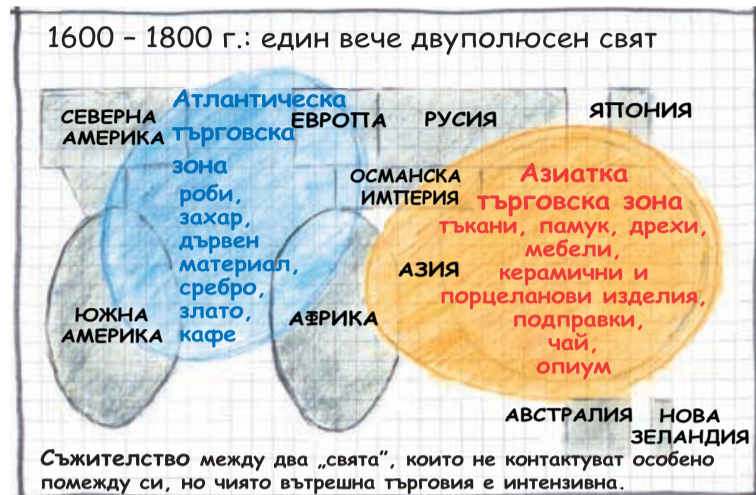 1600 – 1800 г.: един вече двуполюсен свят
СЕВЕРНА
АМЕРИКА
Атлантическа
търговска
зона
роби,
захар,
дървен
материал,
сребро,
злато,
кафе
ЕВРОПА
РУСИЯ
ЯПОНИЯ
ОСМАНСКА
ИМПЕРИЯ
Азиатка
търговска зона
тъкани, памук, дрехи,
мебели,
керамични и
порцеланови изделия,
подправки,
чай,
опиум
АЗИЯ
ЮЖНА
АМЕРИКА
АФРИКА
АВСТРАЛИЯ
НОВА
ЗЕЛАНДИЯ
Съжителство между два „свята”, които не контактуват особено
помежду си, но чиято вътрешна търговия е интензивна.